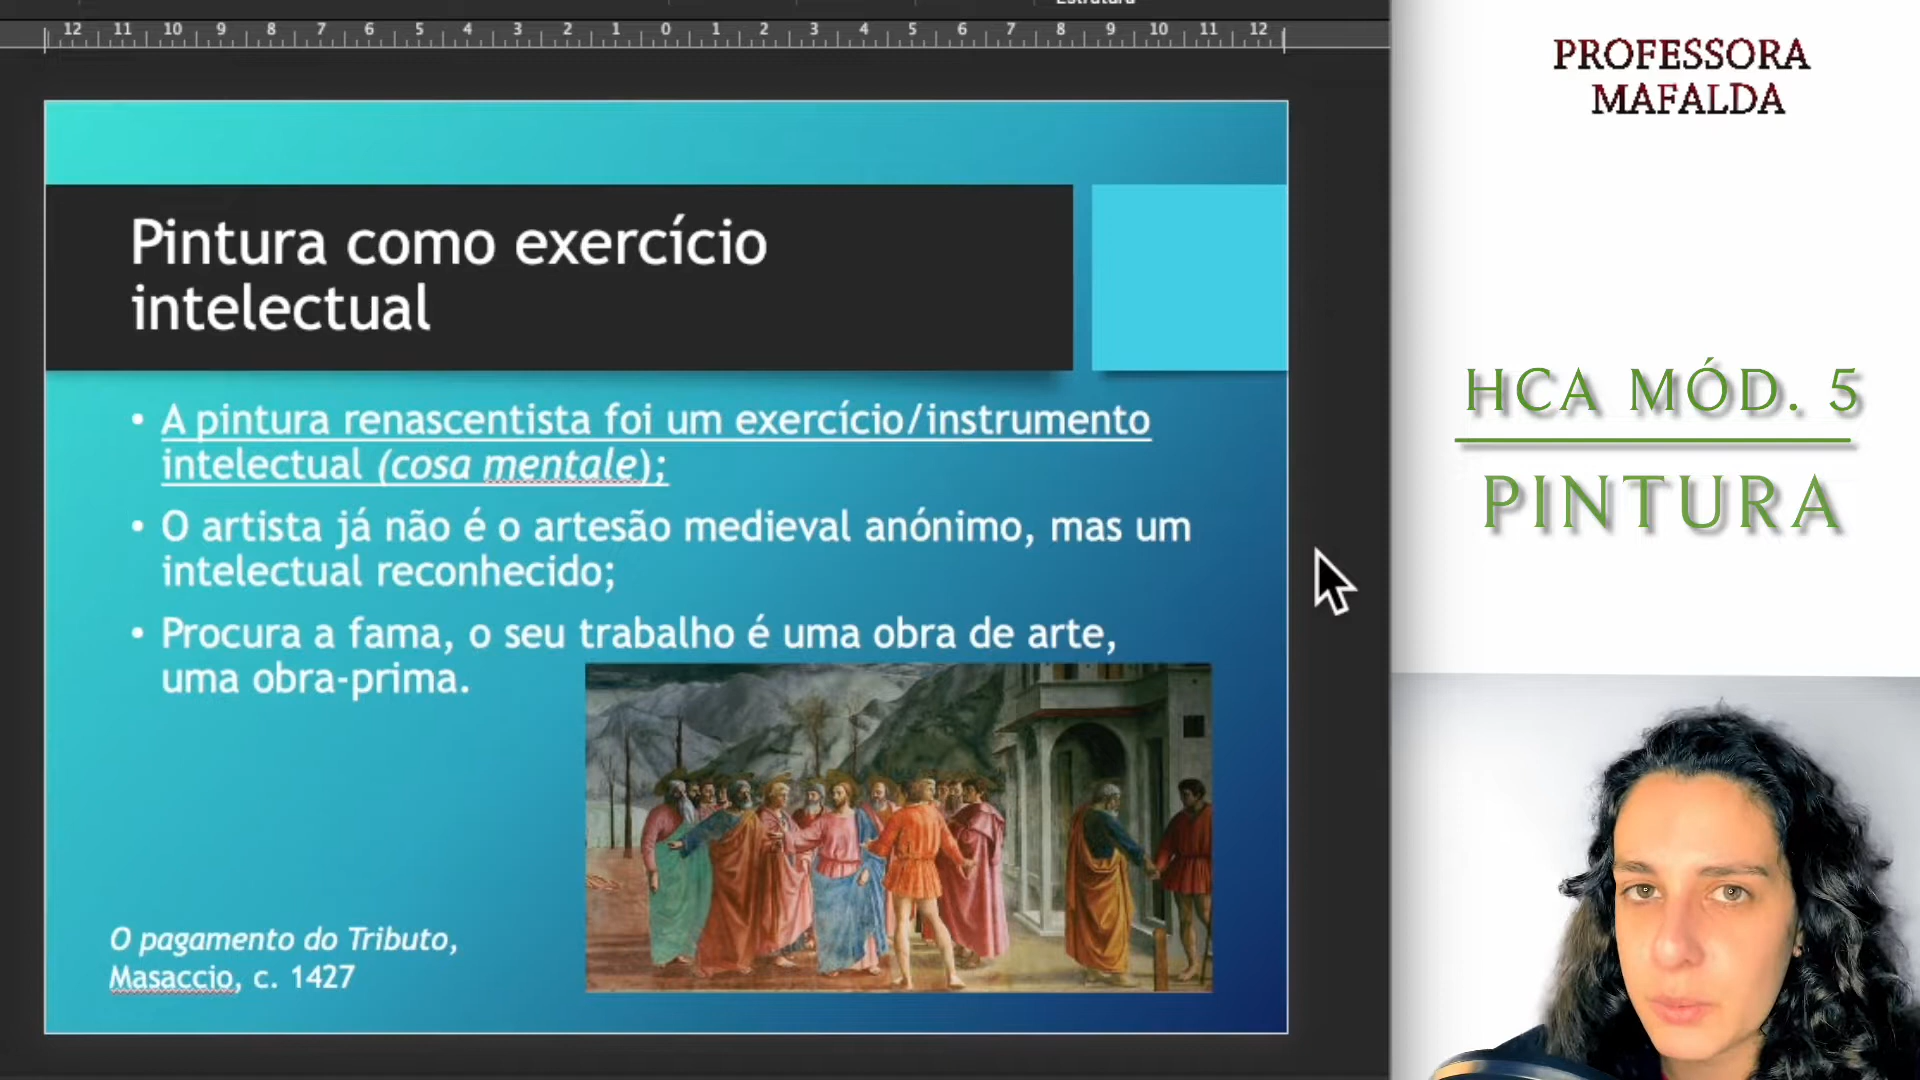 12 11 10 9 8 7 6 5 4 3 2 1 0 1 2 3 4 5 6 7 8 9 10 11 12
PROFESSORA
MAFALDA
Pintura como exercício
intelectual
• A pintura renascentista foi um exercício/instrumento
intelectual (cosa mentale);
• O artista já não é o artesão medieval anónimo, mas um
intelectual reconhecido;
• Procura a fama, o seu trabalho é uma obra de arte,
uma obra-prima.
O pagamento do Tributo,
Masaccio, c. 1427
HCA MÓD. 5
PINTURA